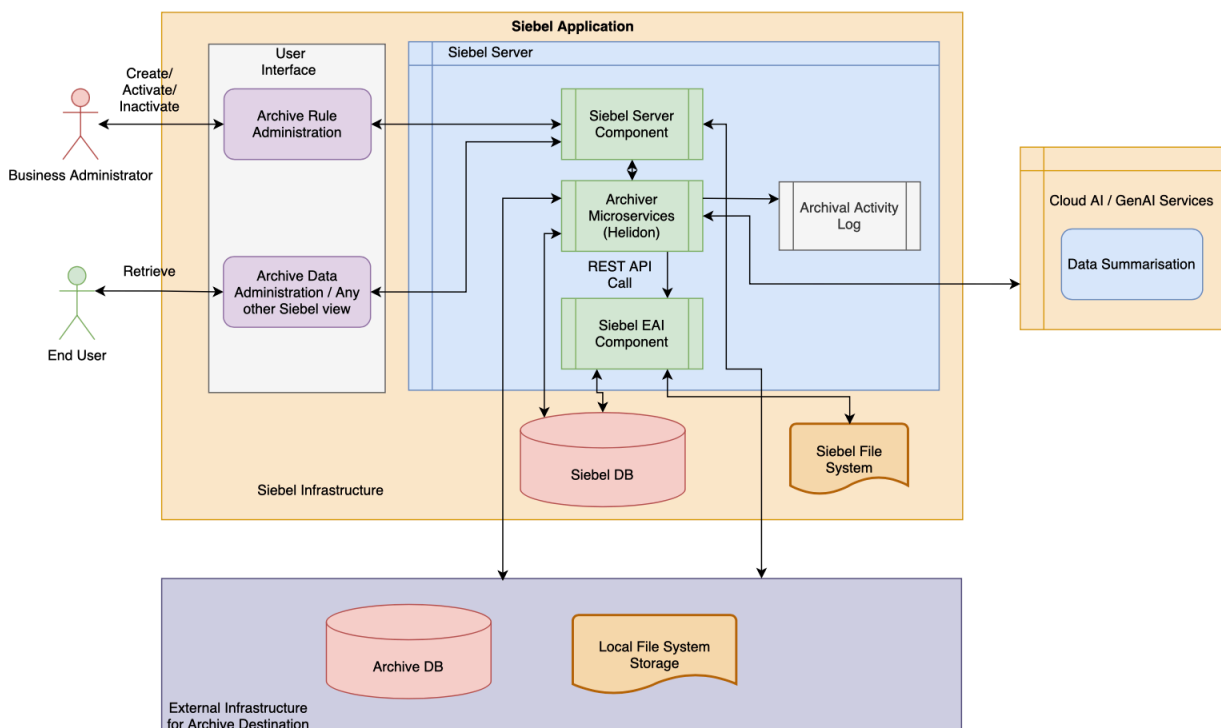 Siebel Application
User
Interface
Siebel Server
Create/
Activate/
Inactivate
Archive Rule
Administration
Siebel Server
Component
Business Administrator
Archiver
Microservices
(Helidon)
Archival Activity
Log
Cloud AI / GenAI Services
Data Summarisation
REST API
Call
Retrieve
Archive Data
Administration / Any
other Siebel view
End User
Siebel EAI
Component
Siebel DB
Siebel File
System
Siebel Infrastructure
Archive DB
Local File System
Storage
External Infrastructure
for Archive Destination